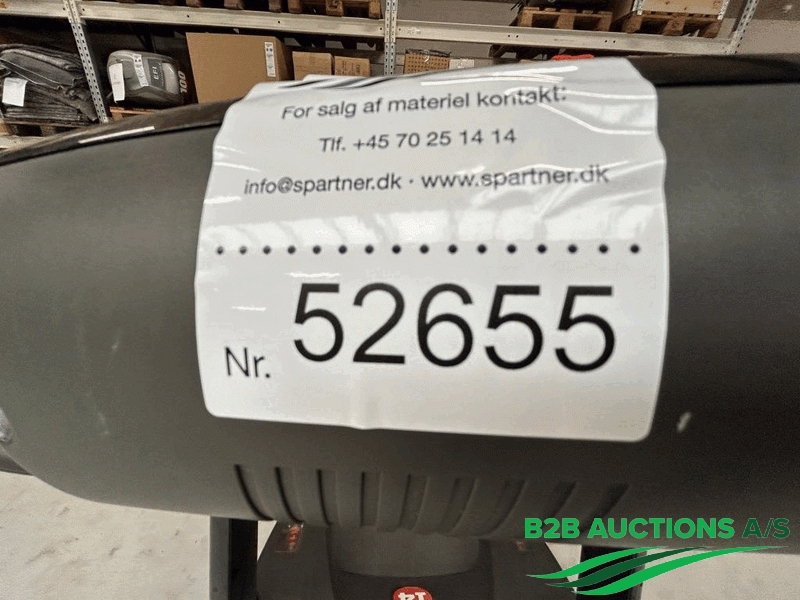 For salg af materiel kontakt:
Tlf. +45 70 25 14 14
info@spartner.dk · www.spartner.dk
Nr. 52655
14
B2B AUCTIONS A/S